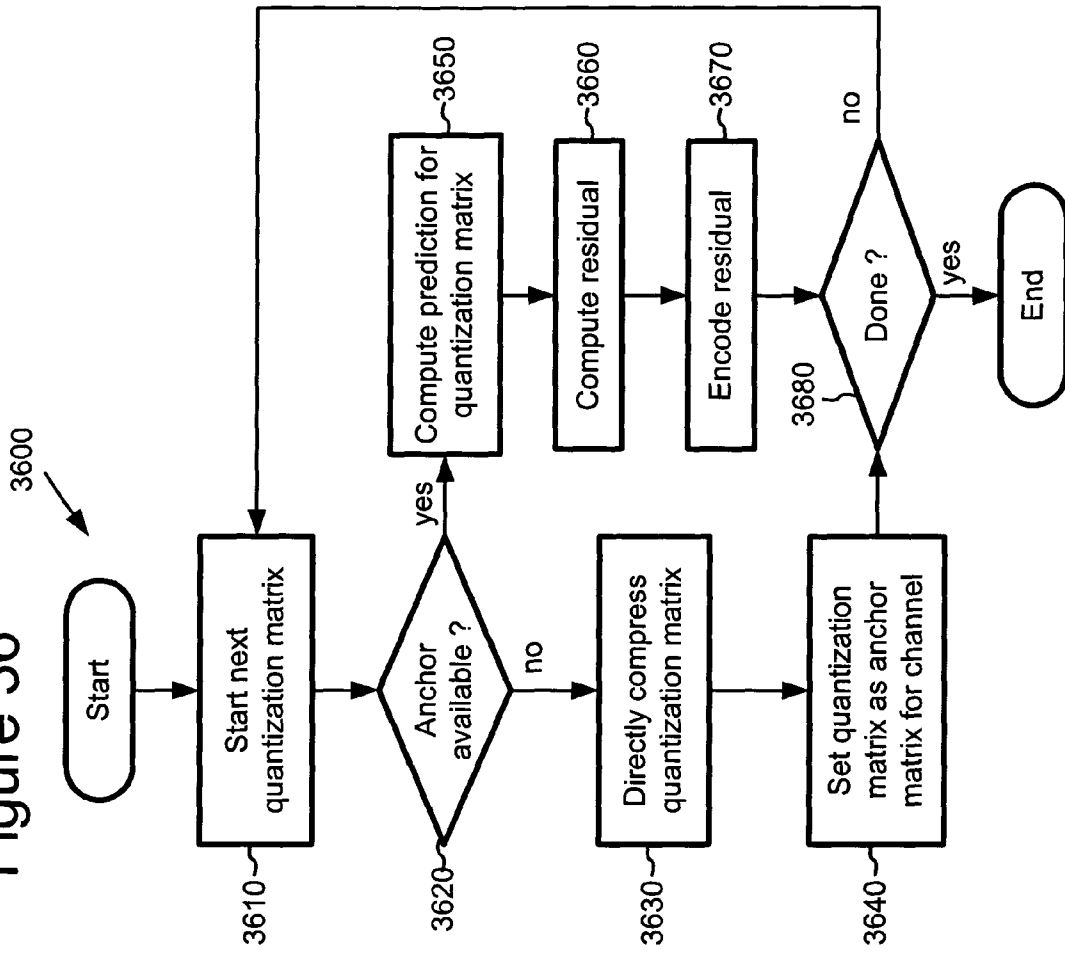 Figure 36
3600
Start
Start next
quantization matrix
3610
Anchor
available ?
3620
yes
no
Compute prediction for
quantization matrix
3650
Compute residual
3660
Encode residual
3670
Directly compress
quantization matrix
3630
Set quantization
matrix as anchor
matrix for channel
3640
Done ?
3680
no
yes
End